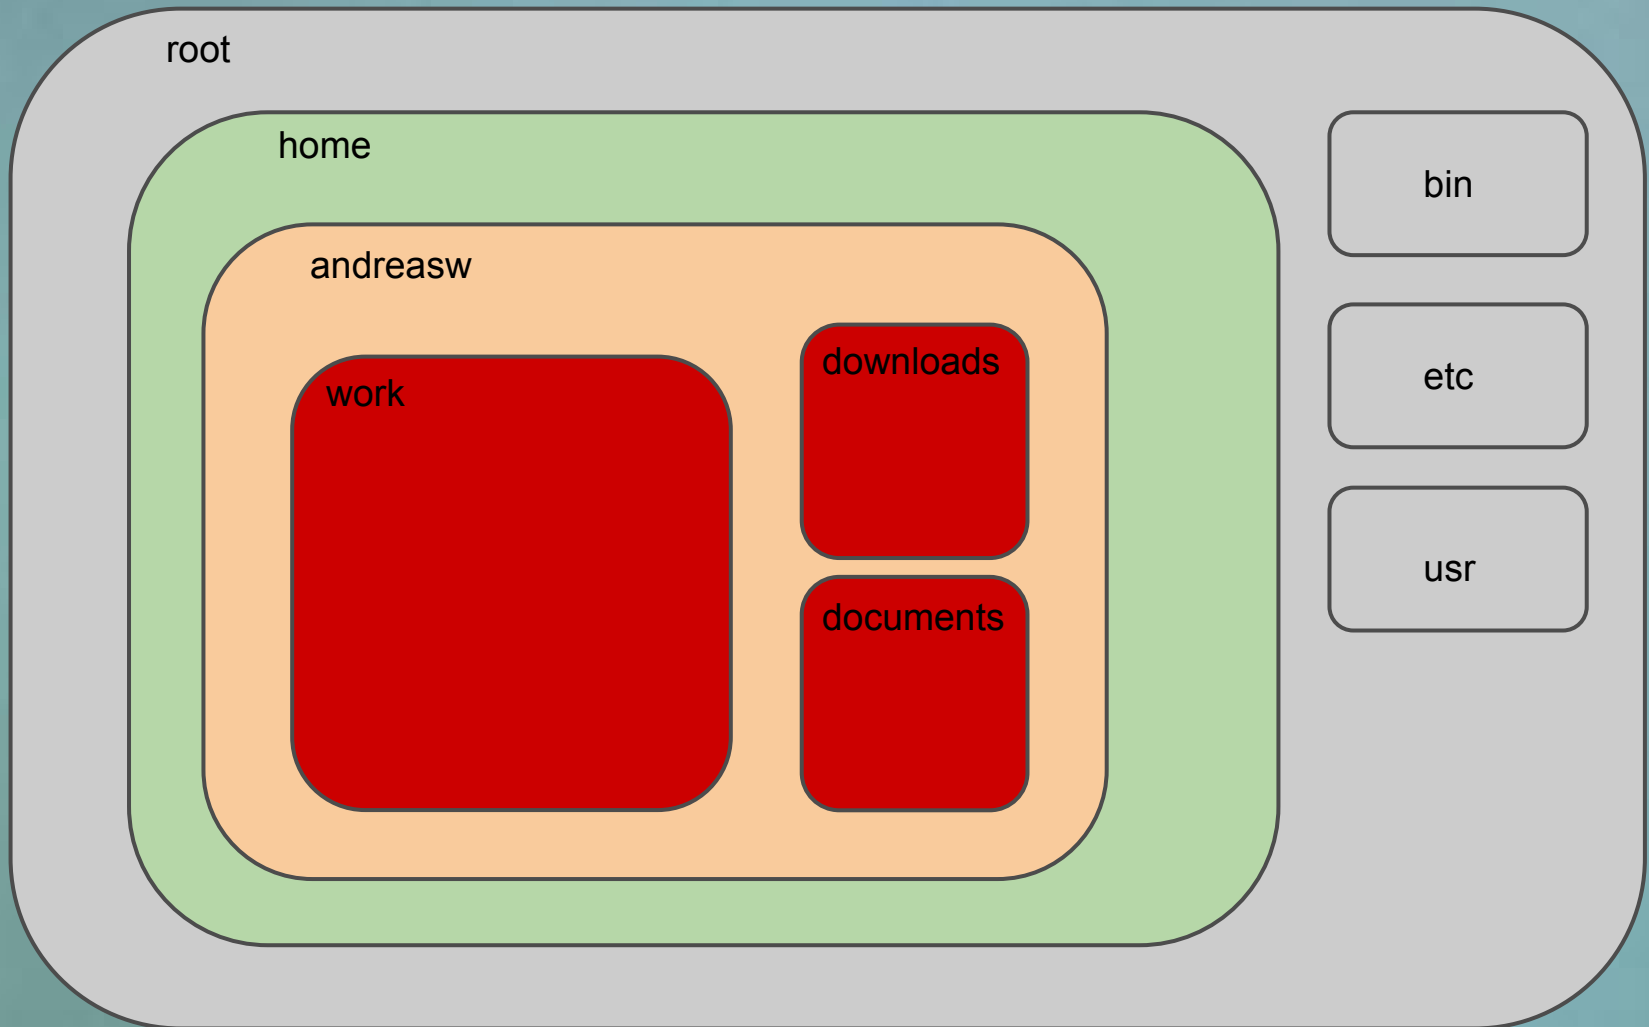 root
home
andreasw
work
downloads
documents
bin
etc
usr